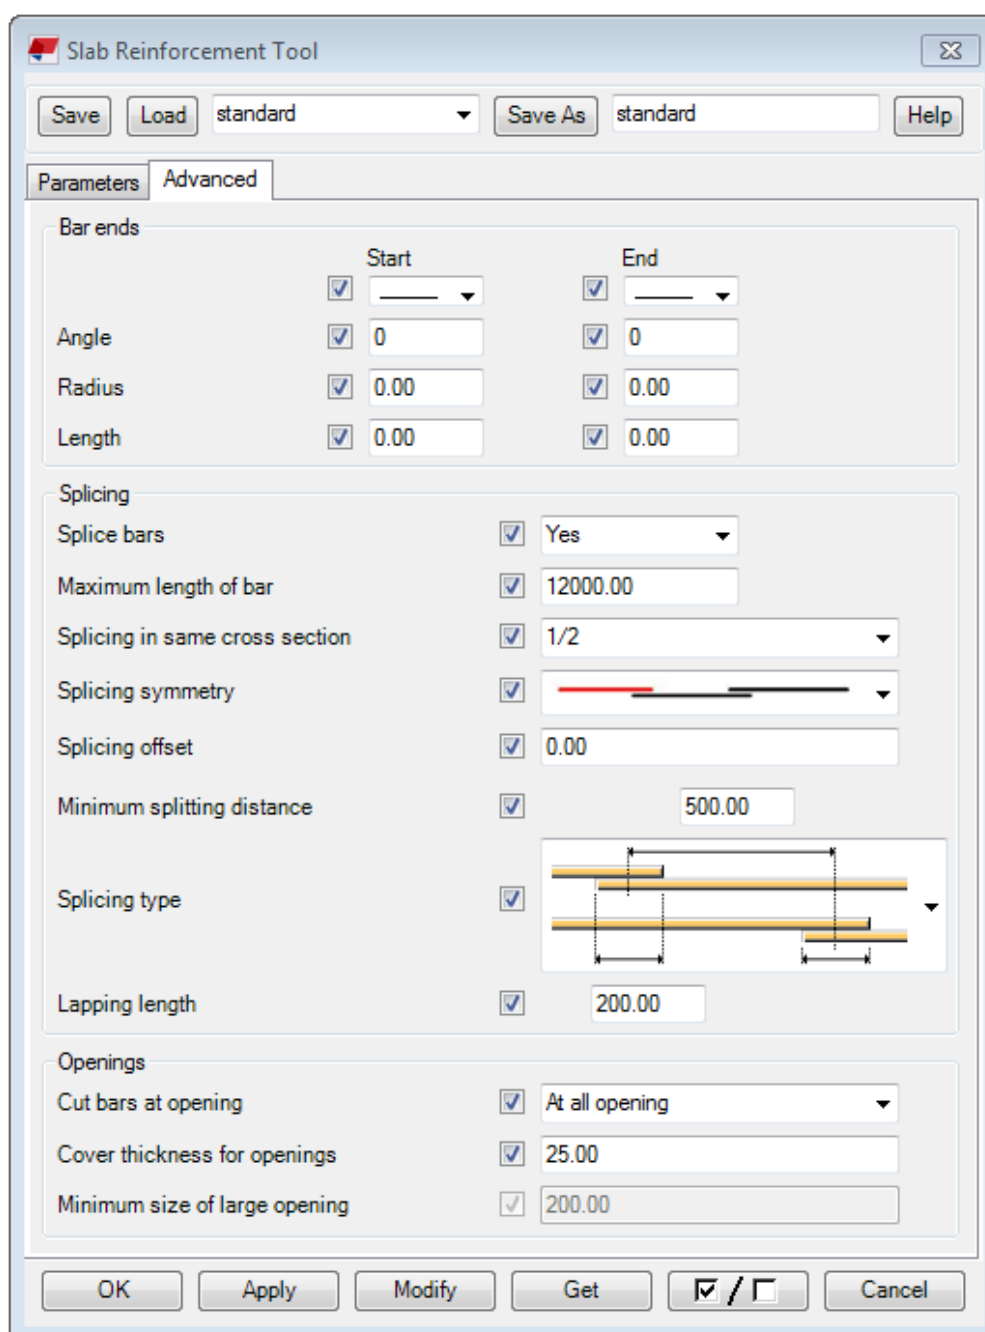 Slab Reinforcement Tool
Save Load standard Save As standard Help
Parameters Advanced
Bar ends
Start End
Angle 0 0
Radius 0.00 0.00
Length 0.00 0.00
Splicing
Splice bars Yes
Maximum length of bar 12000.00
Splicing in same cross section 1/2
Splicing symmetry
Splicing offset 0.00
Minimum splitting distance 500.00
Splicing type
Lapping length 200.00
Openings
Cut bars at opening At all opening
Cover thickness for openings 25.00
Minimum size of large opening 200.00
OK Apply Modify Get / Cancel